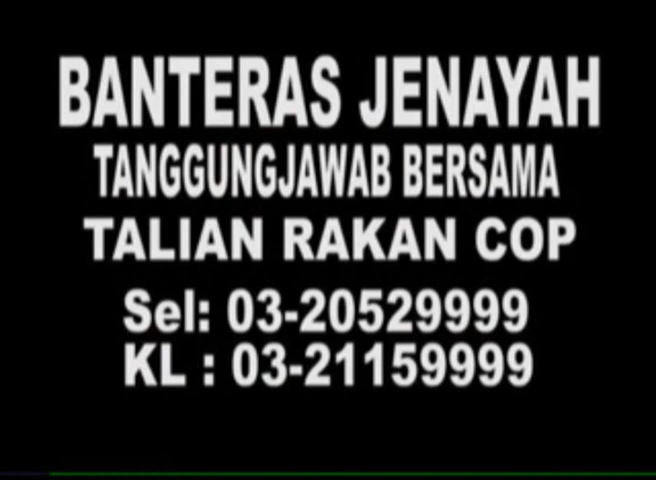 BANTERAS JENAYAH
TANGGUNGJAWAB BERSAMA
TALIAN RAKAN COP
Sel: 03-20529999
KL : 03-21159999